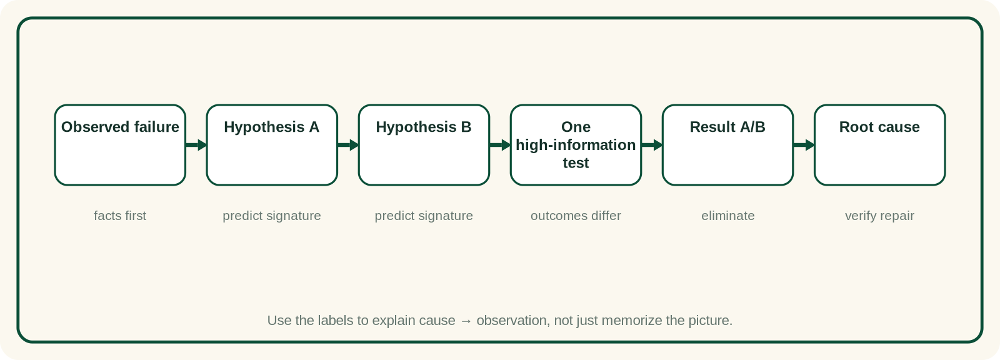 Observed failure
Hypothesis A
Hypothesis B
One
high-information
test
Result A/B
Root cause
facts first
predict signature
predict signature
outcomes differ
eliminate
verify repair
Use the labels to explain cause → observation, not just memorize the picture.